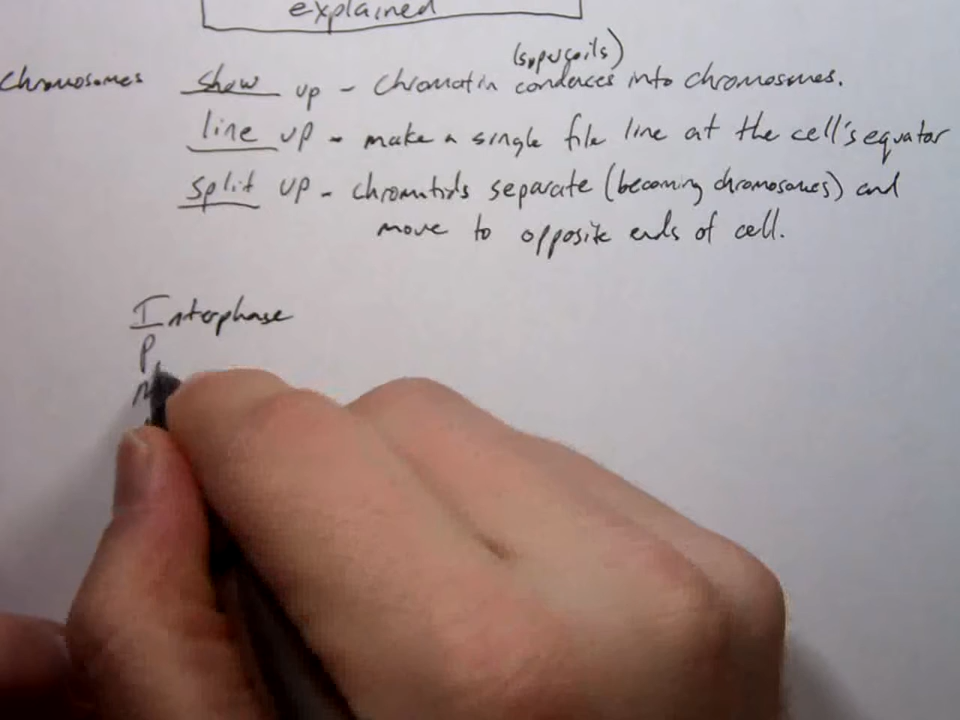 explained
(supercoils)
Chromosomes show up - Chromatin condences into chromosomes.
line up - make a single file line at the cell's equator
split up - chromatids separate (becoming chromosomes) and
move to opposite ends of cell.
Interphase
P
M